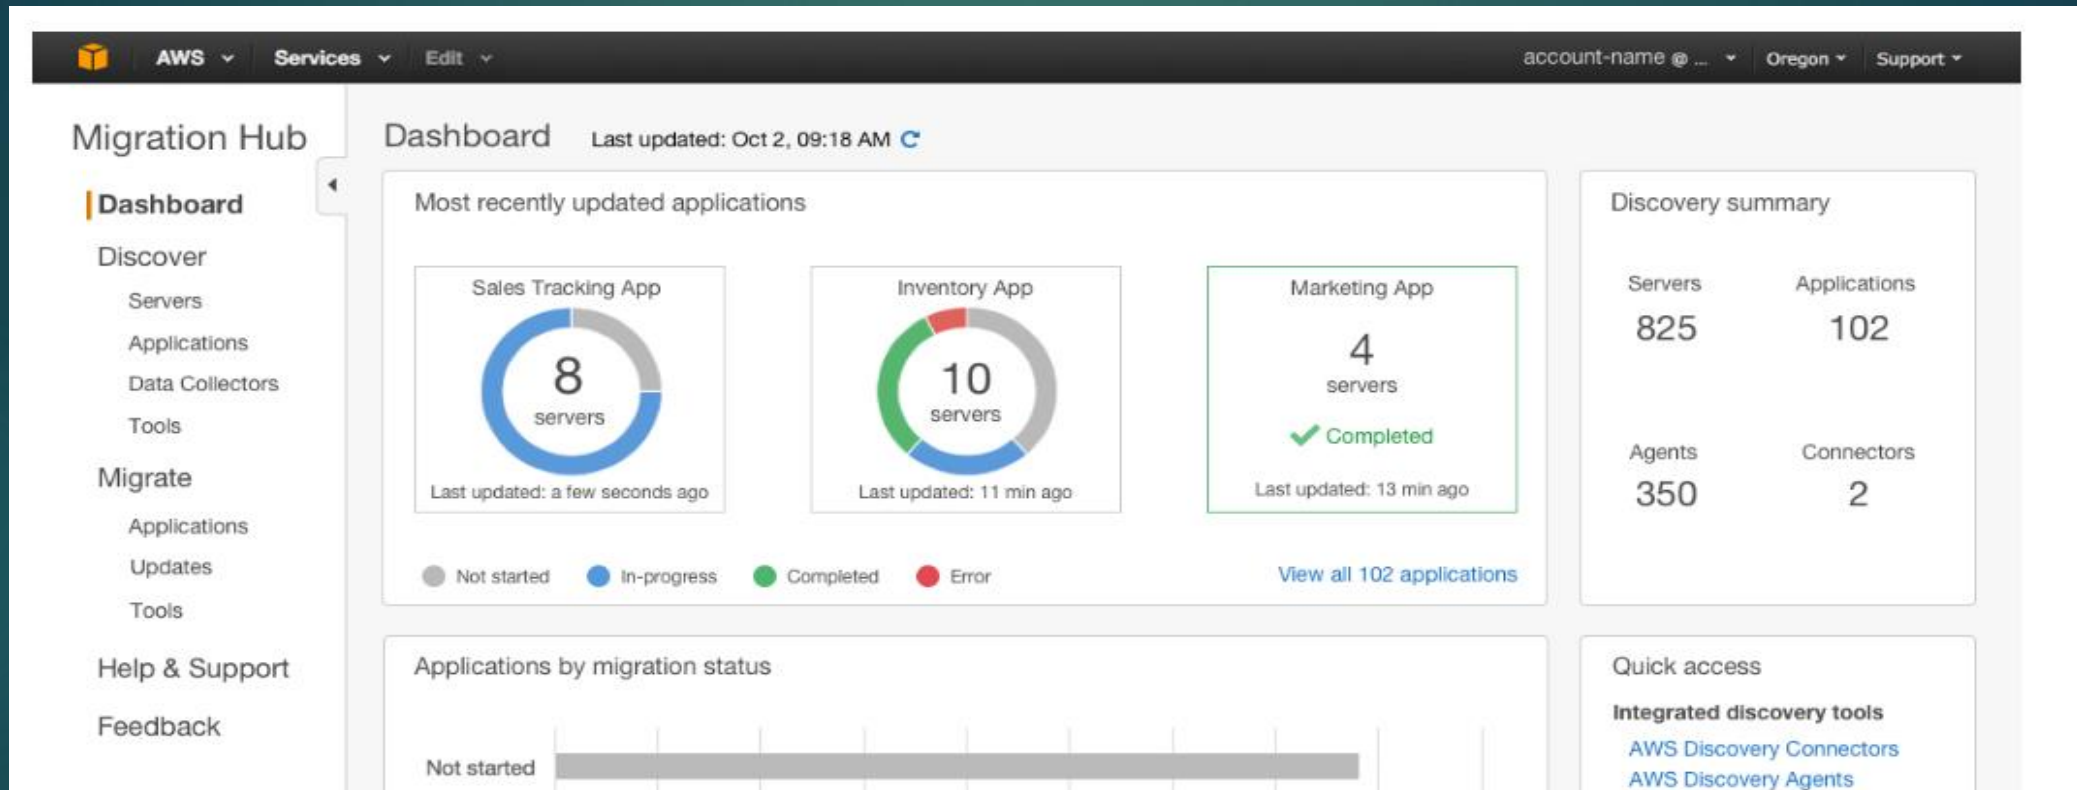 AWS Services Edit account-name @ ... Oregon Support
Migration Hub
Dashboard
Discover
Servers
Applications
Data Collectors
Tools
Migrate
Applications
Updates
Tools
Help & Support
Feedback
Dashboard Last updated: Oct 2, 09:18 AM
Most recently updated applications
Sales Tracking App
8
servers
Last updated: a few seconds ago
Inventory App
10
servers
Last updated: 11 min ago
Marketing App
4
servers
Completed
Last updated: 13 min ago
Not started In-progress Completed Error View all 102 applications
Discovery summary
Servers Applications
825 102
Agents Connectors
350 2
Applications by migration status
Not started
Quick access
Integrated discovery tools
AWS Discovery Connectors
AWS Discovery Agents